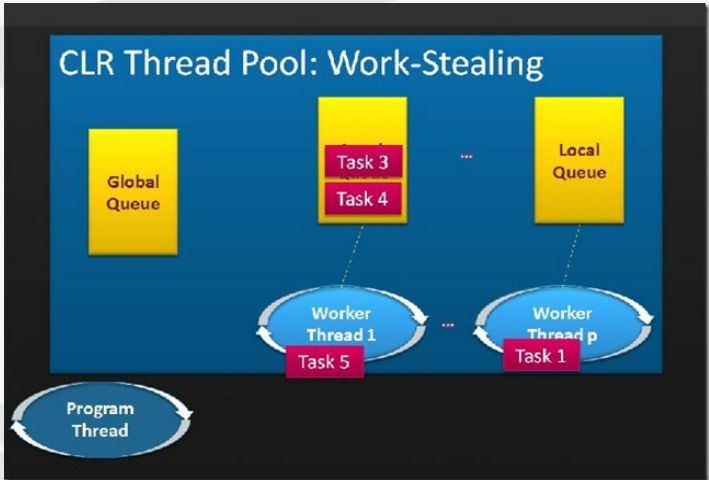 CLR Thread Pool: Work-Stealing
Global
Queue
Task 3
Task 4
...
Local
Queue
Worker
Thread 1
Task 5
...
Worker
Thread p
Task 1
Program
Thread